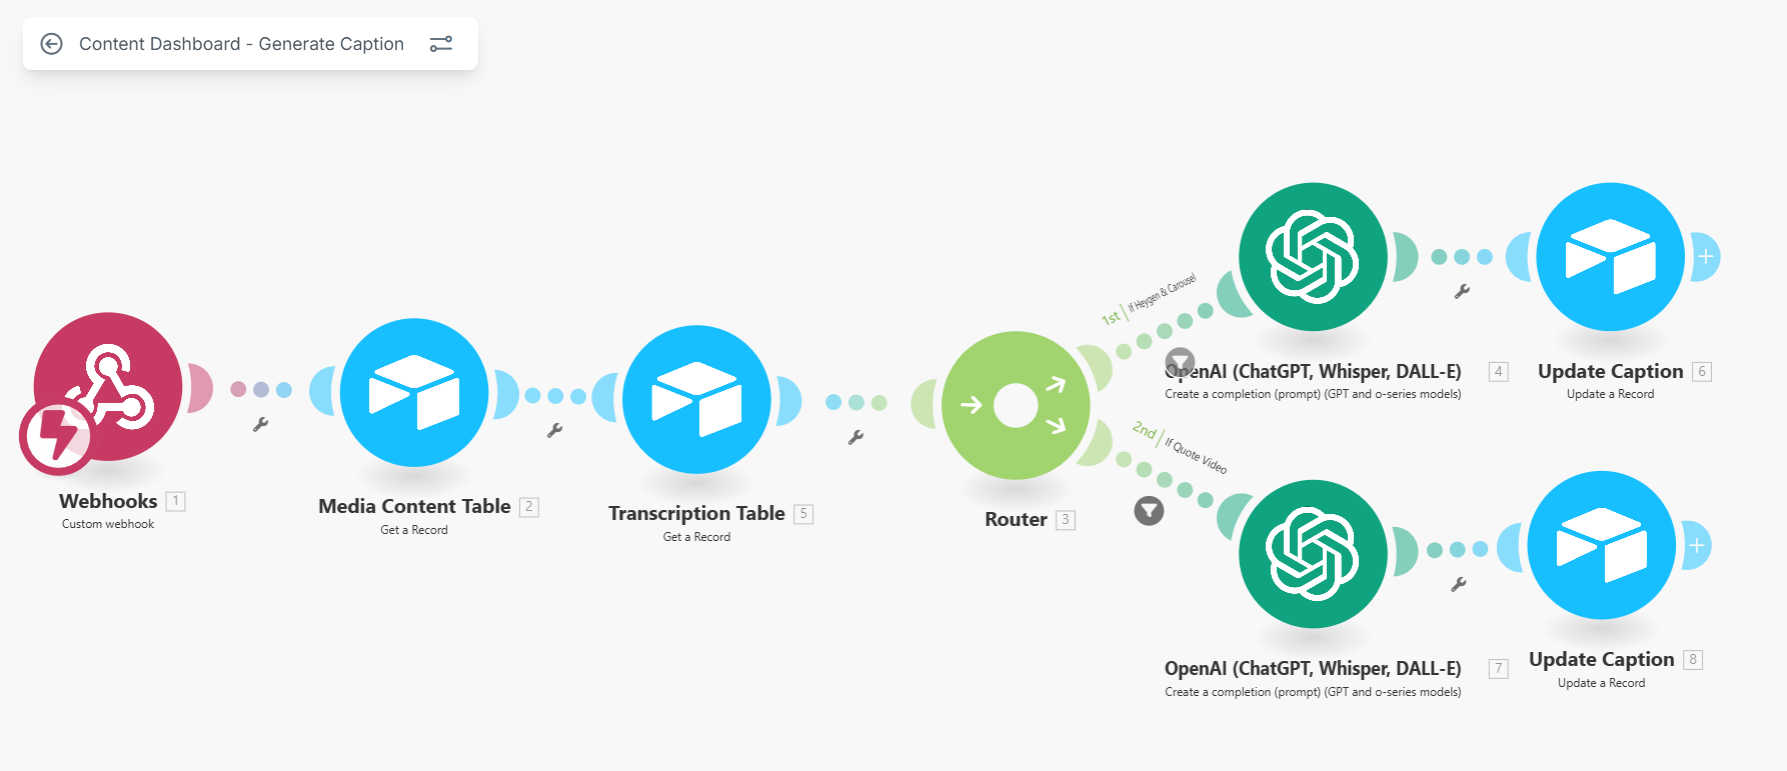 Content Dashboard - Generate Caption
Webhooks 1
Custom webhook
Media Content Table 2
Get a Record
Transcription Table 5
Get a Record
Router 3
1st | If Heygen & Carousel
OpenAI (ChatGPT, Whisper, DALL-E) 4
Create a completion (prompt) (GPT and o-series models)
Update Caption 6
Update a Record
2nd | If Quote Video
OpenAI (ChatGPT, Whisper, DALL-E) 7
Create a completion (prompt) (GPT and o-series models)
Update Caption 8
Update a Record